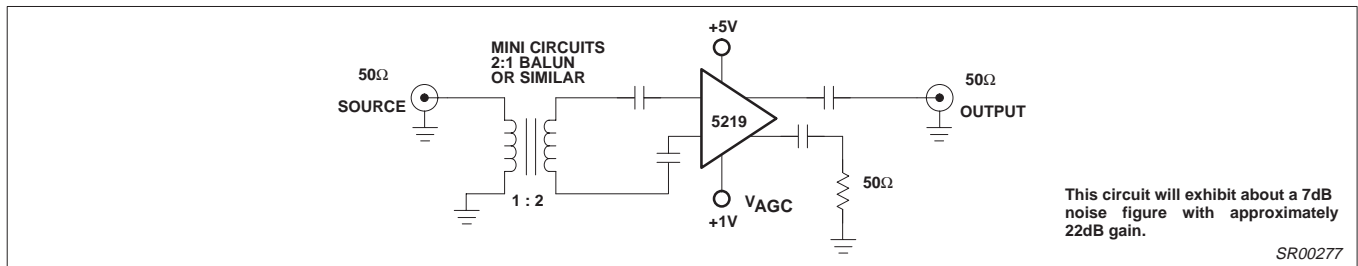 +5V
MINI CIRCUITS
2:1 BALUN
OR SIMILAR
50Ω
SOURCE
50Ω
OUTPUT
5219
1 : 2
VAGC
+1V
50Ω
This circuit will exhibit about a 7dB
noise figure with approximately
22dB gain.
SR00277